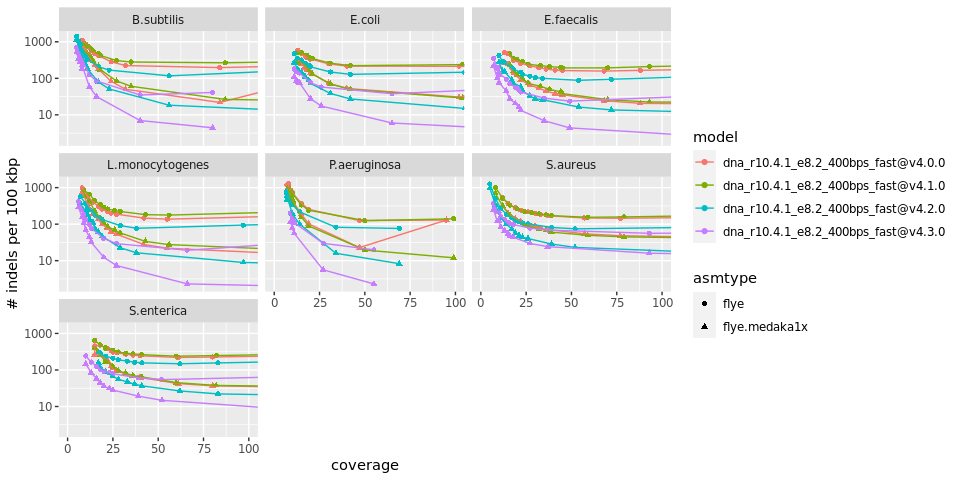 B.subtilis
E.coli
E.faecalis
1000
100
10
L.monocytogenes
P.aeruginosa
S.aureus
1000
100
10
0
25
50
75
100
0
25
50
75
100
S.enterica
1000
100
10
0
25
50
75
100
coverage
# indels per 100 kbp
model
dna_r10.4.1_e8.2_400bps_fast@v4.0.0
dna_r10.4.1_e8.2_400bps_fast@v4.1.0
dna_r10.4.1_e8.2_400bps_fast@v4.2.0
dna_r10.4.1_e8.2_400bps_fast@v4.3.0
asmtype
flye
flye.medaka1x